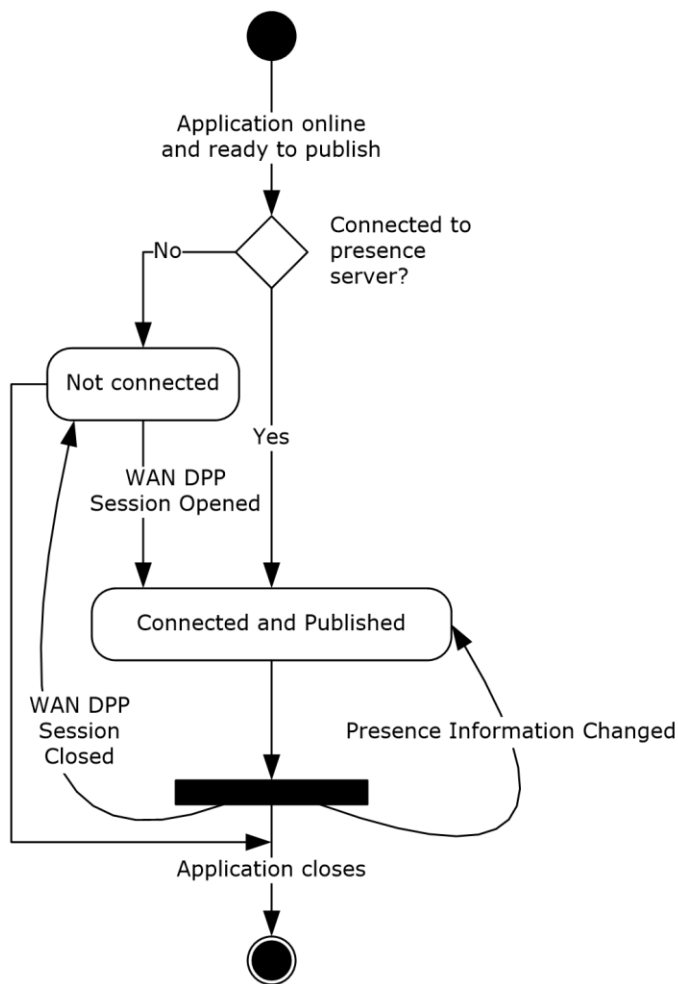 Application online
and ready to publish
Connected to
presence
server?
No
Not connected
Yes
WAN DPP
Session Opened
Connected and Published
WAN DPP
Session
Closed
Presence Information Changed
Application closes